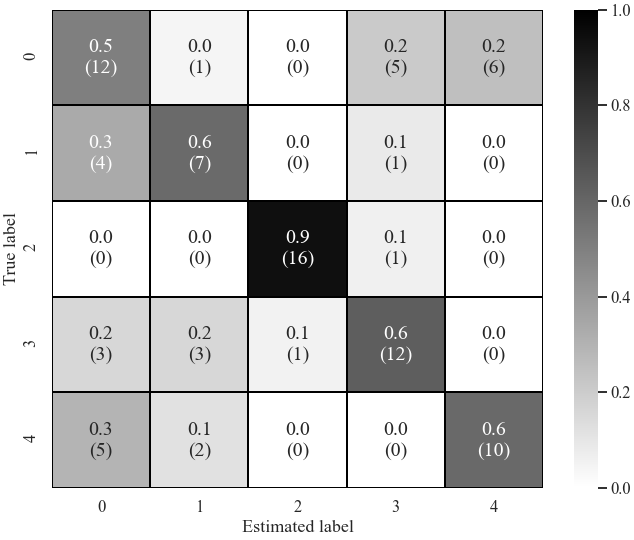 0.5 0.0 0.0 0.2 0.2
0 (12) (1) (0) (5) (6)
0.3 0.6 0.0 0.1 0.0
1 (4) (7) (0) (1) (0)
0.0 0.0 0.9 0.1 0.0
2 (0) (0) (16) (1) (0)
0.2 0.2 0.1 0.6 0.0
3 (3) (3) (1) (12) (0)
0.3 0.1 0.0 0.0 0.6
4 (5) (2) (0) (0) (10)
0 1 2 3 4
Estimated label
True label
1.0
0.8
0.6
0.4
0.2
0.0